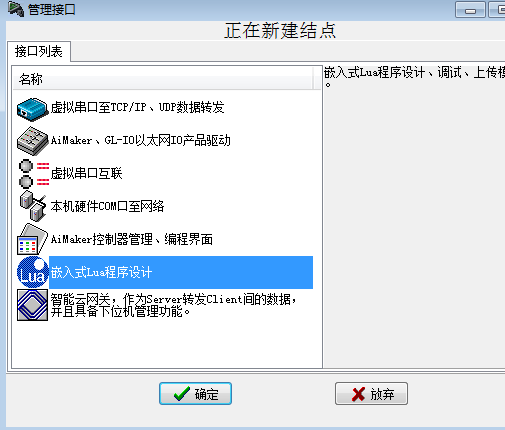 管理接口
正在新建结点
接口列表
名称
嵌入式Lua程序设计、调试、上传模
。
虚拟串口至TCP/IP、UDP数据转发
AiMaker、GL-IO以太网IO产品驱动
虚拟串口互联
本机硬件COM口至网络
AiMaker控制器管理、编程界面
Lua
嵌入式Lua程序设计
智能云网关，作为Server转发Client间的数据，
并且具备下位机管理功能。
确定
放弃